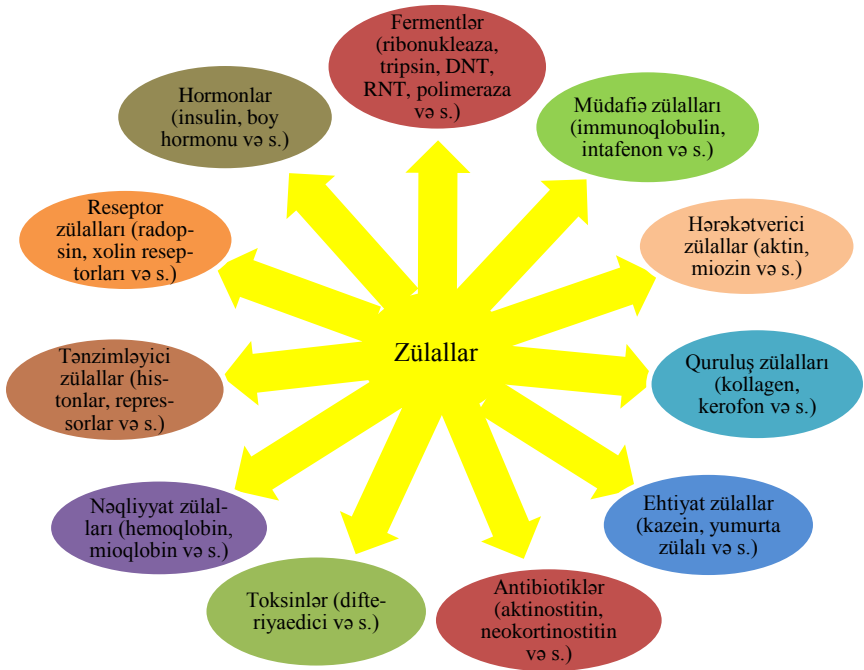 Fermentlər
(ribonukleaza,
tripsin, DNT,
RNT, polimeraza
və s.)
Müdafiə zülalları
(immunoqlobulin,
intafenon və s.)
Hərəkətverici
zülallar (aktin,
miozin və s.)
Quruluş zülalları
(kollagen,
kerofon və s.)
Ehtiyat zülallar
(kazein, yumurta
zülalı və s.)
Antibiotiklər
(aktinostitin,
neokortinostitin
və s.)
Toksinlər (difte-
riyaedici və s.)
Nəqliyyat zülal-
ları (hemoqlobin,
mioqlobin və s.)
Tənzimləyici
zülallar (his-
tonlar, repres-
sorlar və s.)
Reseptor
zülalları (radop-
sin, xolin resep-
torları və s.)
Hormonlar
(insulin, boy
hormonu və s.)
Zülallar